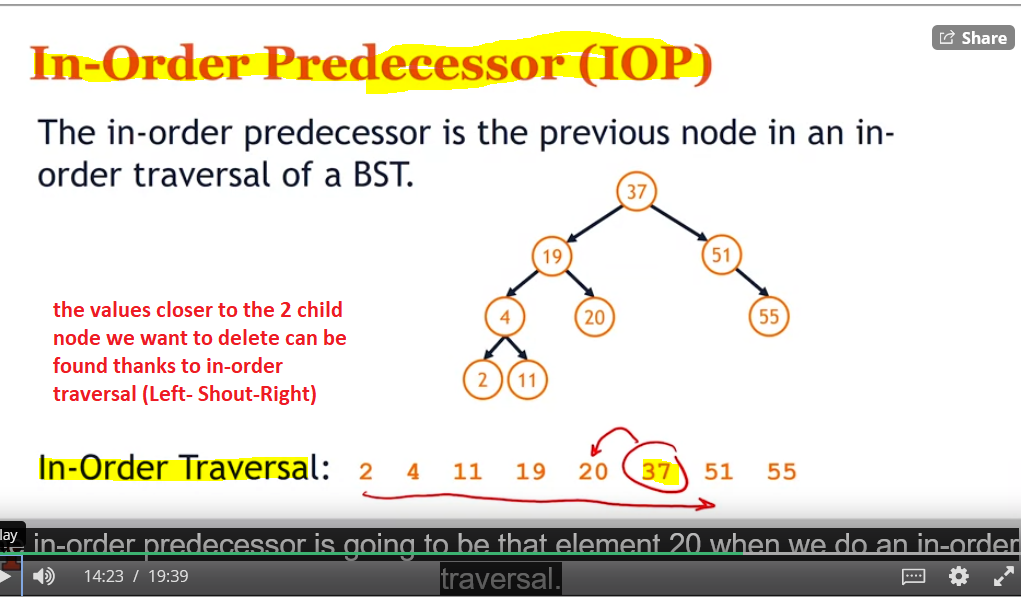 Share
In-Order Predecessor (IOP)
The in-order predecessor is the previous node in an in-
order traversal of a BST.
37
19
51
4
20
55
2
11
the values closer to the 2 child
node we want to delete can be
found thanks to in-order
traversal (Left- Shout-Right)
In-Order Traversal: 2 4 11 19 20 37 51 55
lay
in-order predecessor is going to be that element 20 when we do an in-order
traversal.
14:23 / 19:39